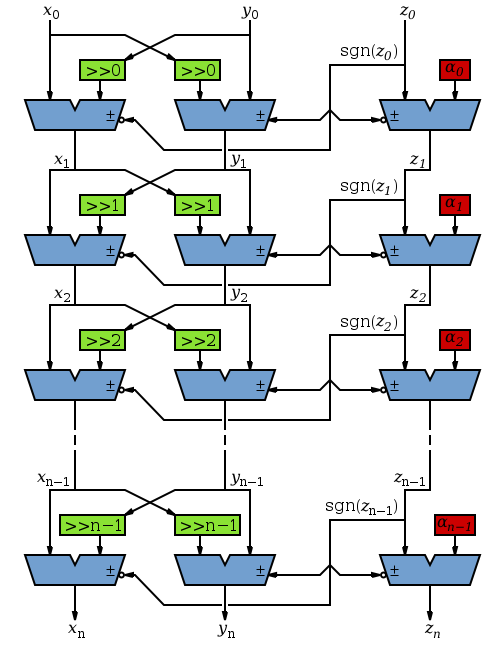 x0 y0 z0
sgn(z0)
>>0 >>0 α0
± ± ±
x1 y1 z1
sgn(z1)
>>1 >>1 α1
± ± ±
x2 y2 z2
sgn(z2)
>>2 >>2 α2
± ± ±
xn−1 yn−1 zn−1
sgn(zn−1)
>>n−1 >>n−1 αn−1
± ± ±
xn yn zn